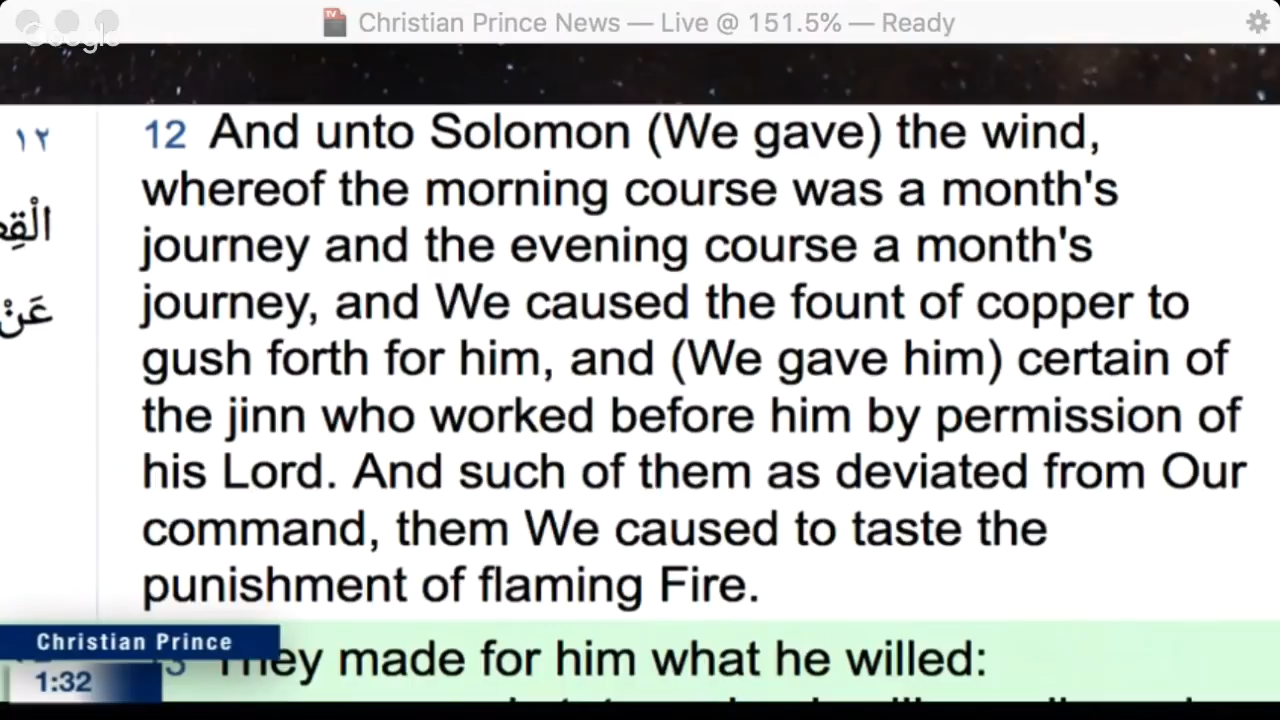 Christian Prince News — Live @ 151.5% — Ready
Google
١٢
12 And unto Solomon (We gave) the wind,
whereof the morning course was a month's
journey and the evening course a month's
journey, and We caused the fount of copper to
gush forth for him, and (We gave him) certain of
the jinn who worked before him by permission of
his Lord. And such of them as deviated from Our
command, them We caused to taste the
punishment of flaming Fire.
عَنْ
They made for him what he willed:
Christian Prince
1:32